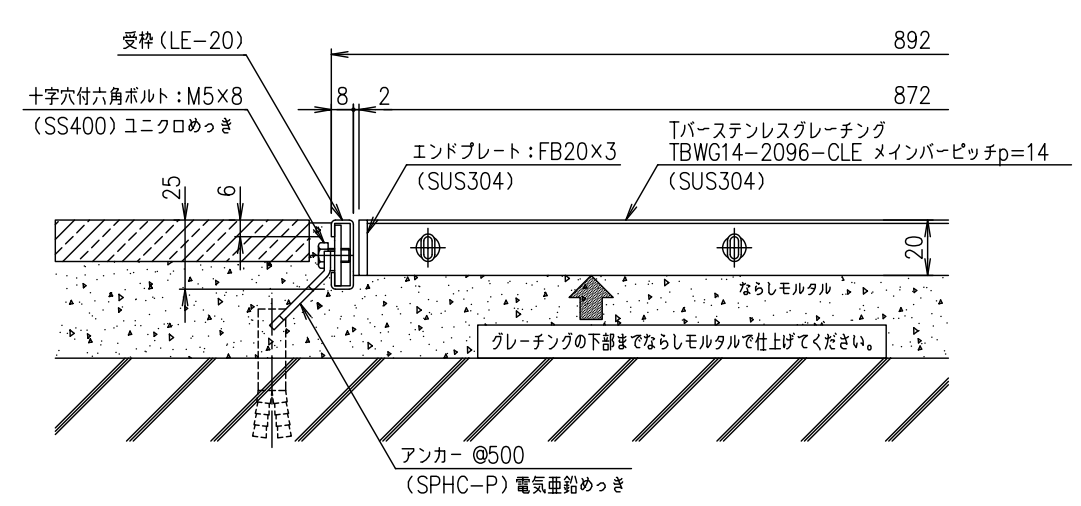 受枠(LE-20)
892
十字穴付六角ボルト:M5×8
(SS400)ユニクロめっき
8
2
872
エンドプレート:FB20×3
(SUS304)
Tバーステンレスグレーチング
TBWG14-2096-CLE メインバーピッチp=14
(SUS304)
25
6
20
ならしモルタル
グレーチングの下部までならしモルタルで仕上げてください。
アンカー @500
(SPHC-P)電気亜鉛めっき